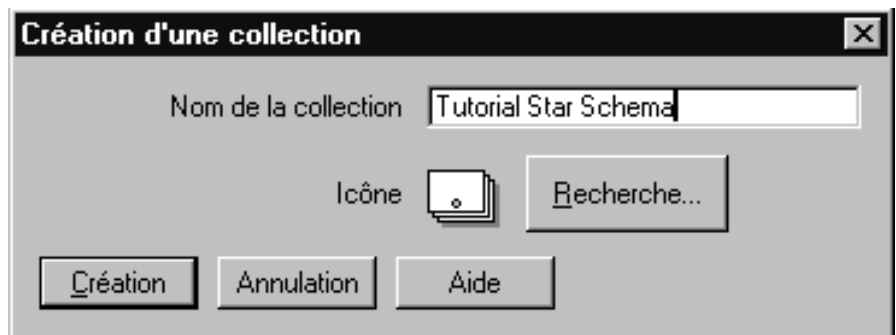 Création d'une collection
Nom de la collection Tutorial Star Schema
Icône Recherche...
Création Annulation Aide